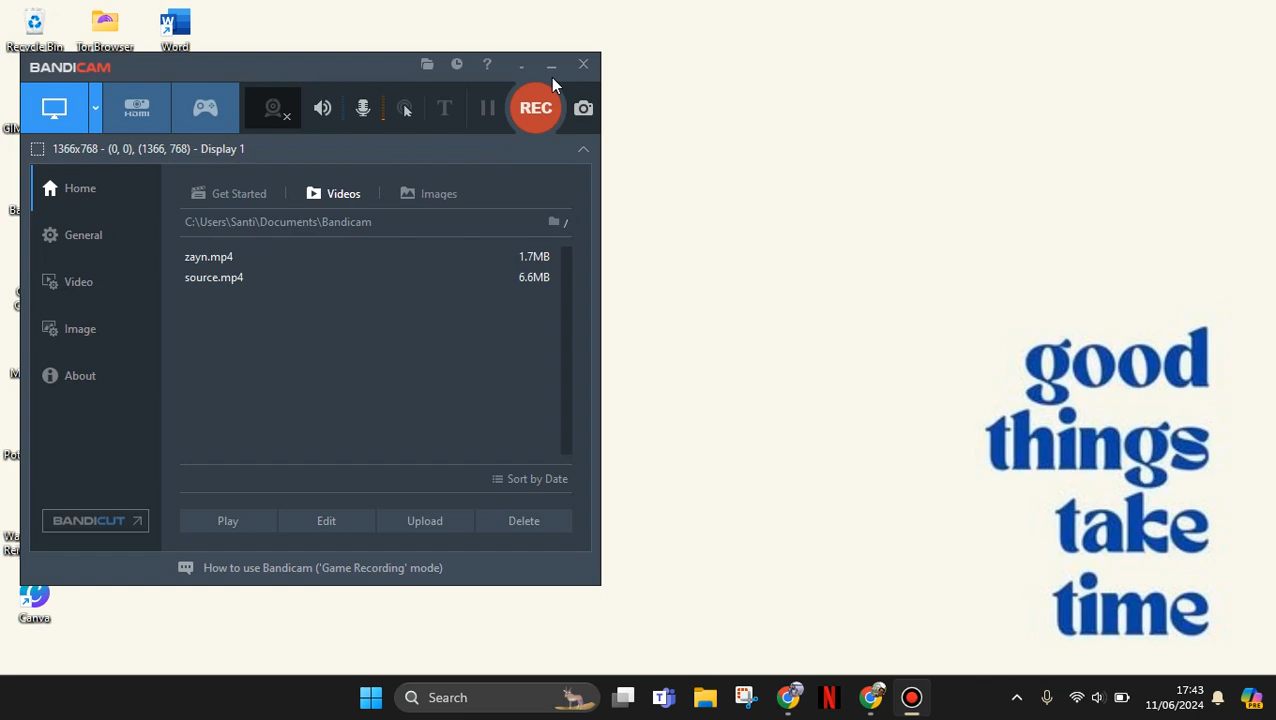 Recycle Bin
Tor Browser
Word
BANDICAM
HDMI
T
REC
1366x768 - (0, 0), (1366, 768) - Display 1
Home
General
Video
Image
About
Get Started
Videos
Images
C:\Users\Santi\Documents\Bandicam
/
zayn.mp4
1.7MB
source.mp4
6.6MB
Sort by Date
BANDICUT
Play
Edit
Upload
Delete
How to use Bandicam ('Game Recording' mode)
Canva
good
things
take
time
Search
17:43
11/06/2024
PRE